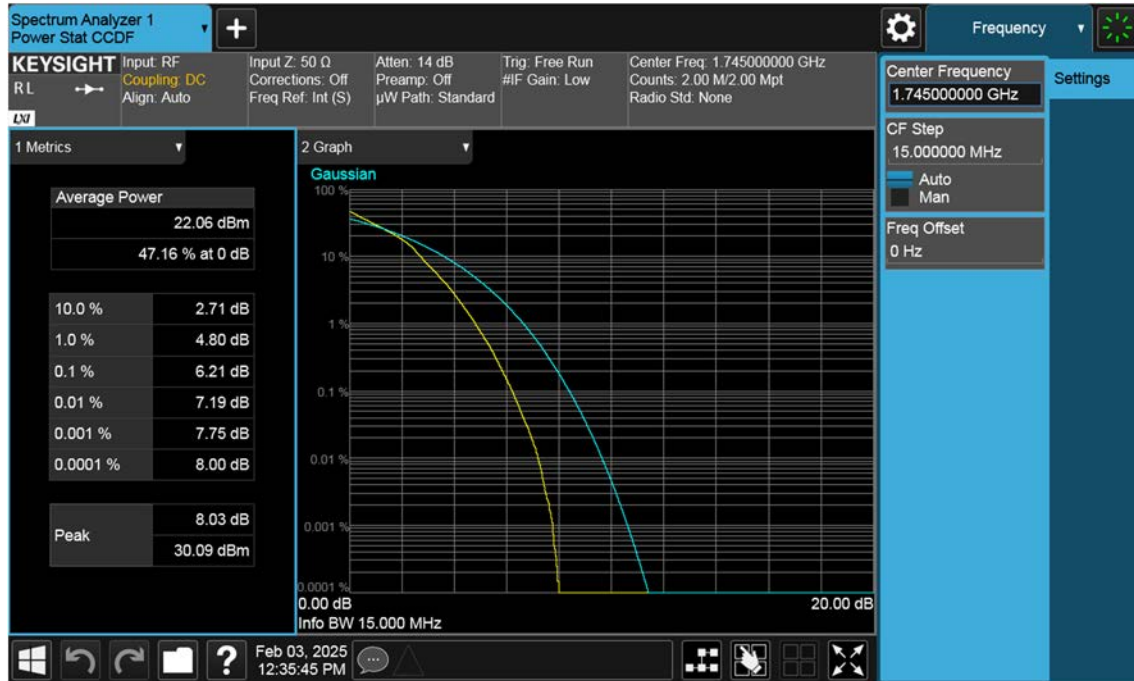 Spectrum Analyzer 1
Power Stat CCDF
Frequency
KEYSIGHT
R L
LXI
Input: RF
Coupling: DC
Align: Auto
Input Z: 50 Ω
Corrections: Off
Freq Ref: Int (S)
Atten: 14 dB
Preamp: Off
µW Path: Standard
Trig: Free Run
#IF Gain: Low
Center Freq: 1.745000000 GHz
Counts: 2.00 M/2.00 Mpt
Radio Std: None
1 Metrics
Average Power
22.06 dBm
47.16 % at 0 dB
10.0 % 2.71 dB
1.0 % 4.80 dB
0.1 % 6.21 dB
0.01 % 7.19 dB
0.001 % 7.75 dB
0.0001 % 8.00 dB
Peak
8.03 dB
30.09 dBm
2 Graph
Gaussian
100 %
10 %
1 %
0.1 %
0.01 %
0.001 %
0.0001 %
0.00 dB 20.00 dB
Info BW 15.000 MHz
Center Frequency
1.745000000 GHz
CF Step
15.000000 MHz
Auto
Man
Freq Offset
0 Hz
Settings
?
Feb 03, 2025
12:35:45 PM